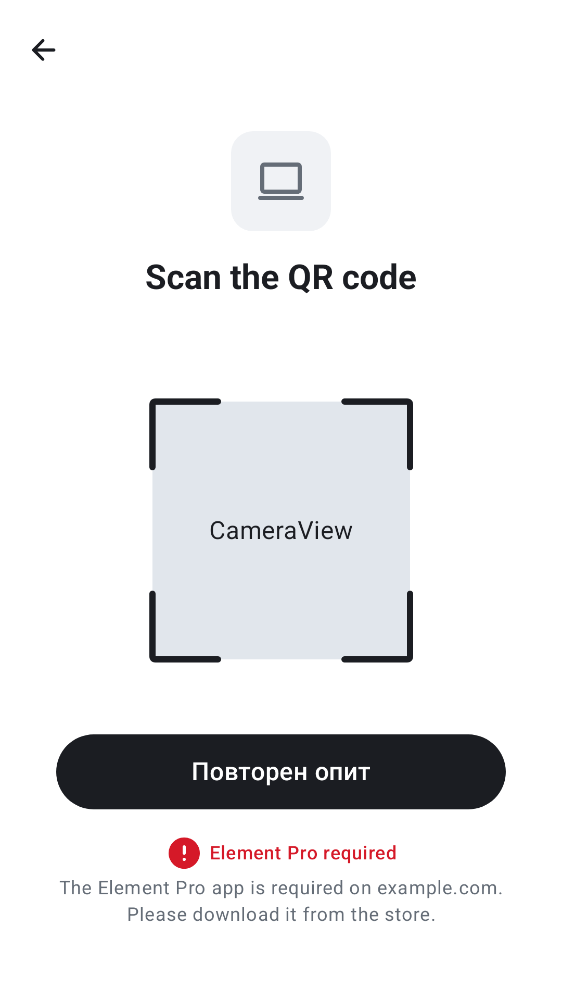 Scan the QR code
CameraView
Повторен опит
Element Pro required
The Element Pro app is required on example.com.
Please download it from the store.